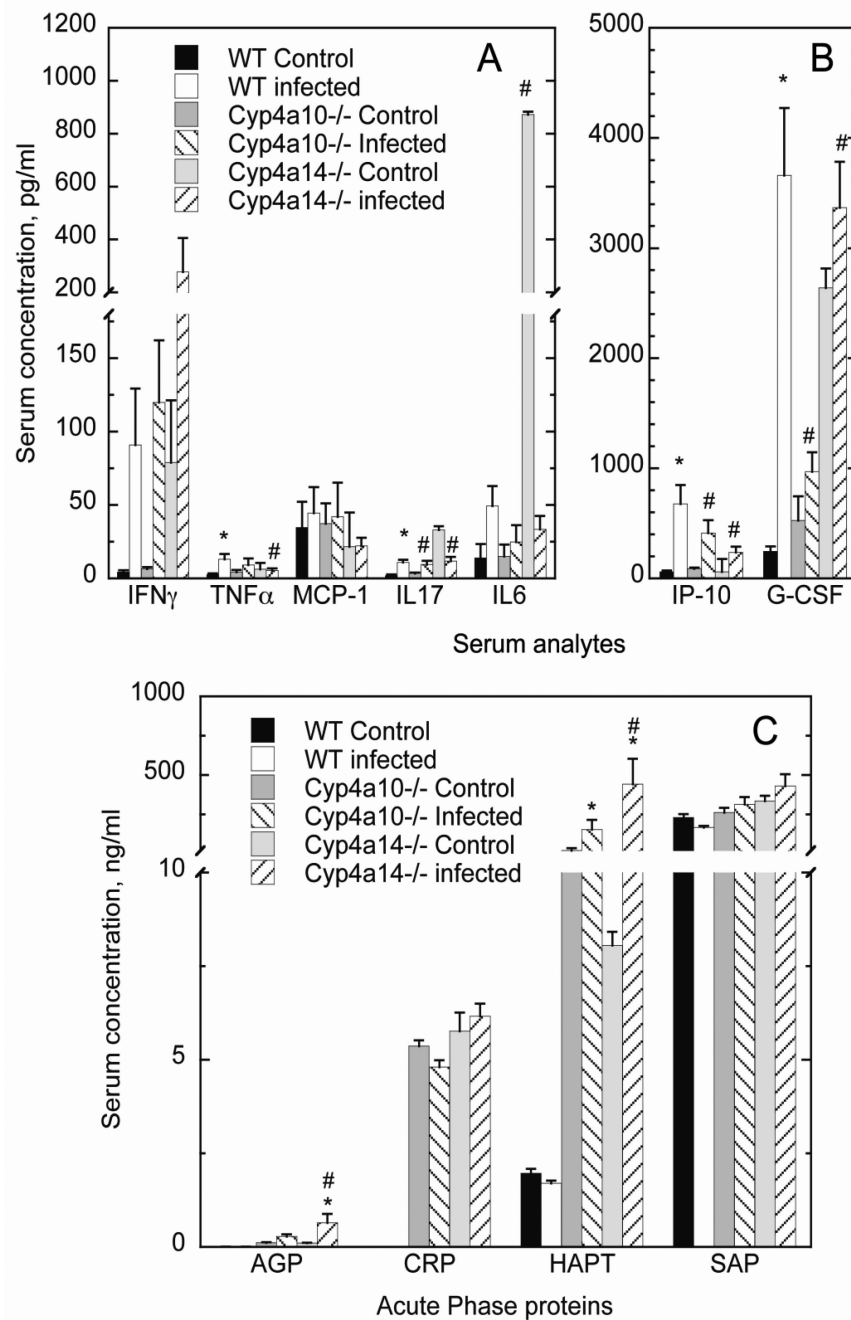 A
B
WT Control
WT infected
Cyp4a10-/- Control
Cyp4a10-/- Infected
Cyp4a14-/- Control
Cyp4a14-/- infected
Serum concentration, pg/ml
1200
1000
800
600
400
200
150
100
50
0
#
*
#
*
#
#
IFNγ
TNFα
MCP-1
IL17
IL6
5000
4000
3000
2000
1000
0
*
#
#
*
#
#
IP-10
G-CSF
Serum analytes
C
WT Control
WT infected
Cyp4a10-/- Control
Cyp4a10-/- Infected
Cyp4a14-/- Control
Cyp4a14-/- infected
Serum concentration, ng/ml
1000
500
10
5
0
#
*
*
#
*
AGP
CRP
HAPT
SAP
Acute Phase proteins